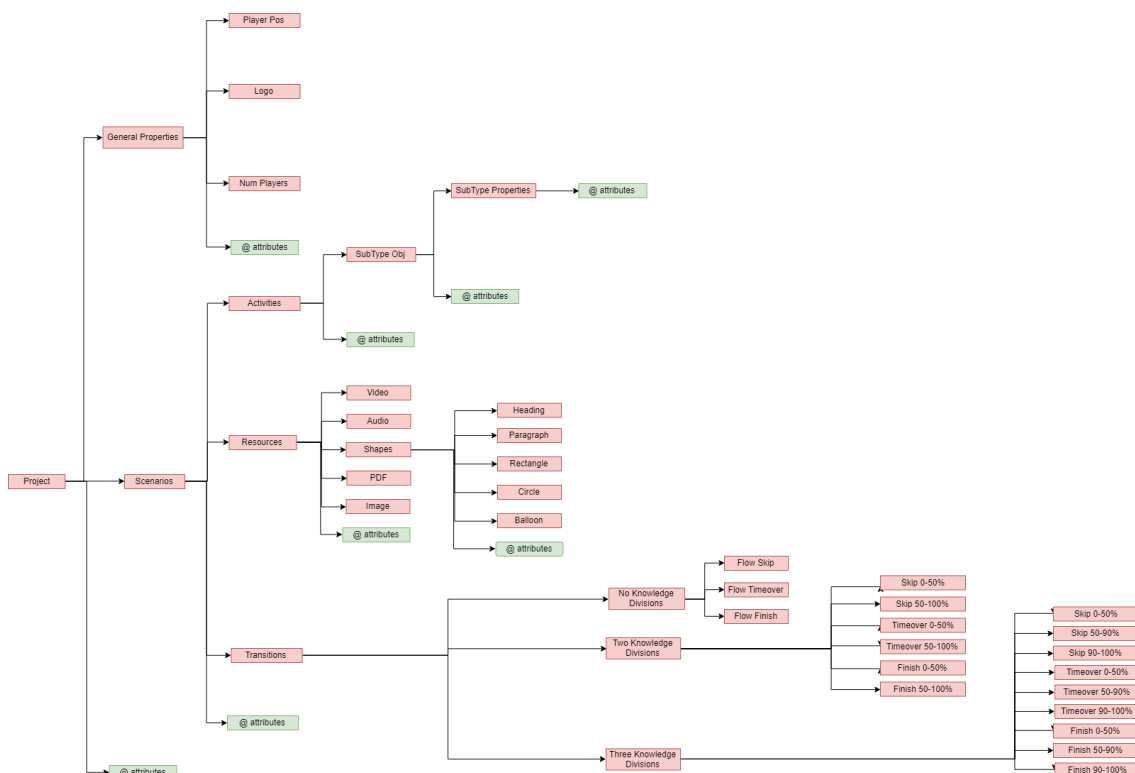 Player Pos
Logo
General Properties
Num Players
SubType Properties
@ attributes
@ attributes
SubType Obj
@ attributes
Activities
@ attributes
Video
Heading
Audio
Paragraph
Resources
Shapes
Rectangle
PDF
Project
Scenarios
Circle
Image
Balloon
@ attributes
@ attributes
Flow Skip
Skip 0-50%
No Knowledge
Divisions
Flow Timeover
Skip 50-100%
Flow Finish
Skip 0-50%
Timeover 0-50%
Skip 50-90%
Two Knowledge
Divisions
Timeover 50-100%
Transitions
Skip 90-100%
Finish 0-50%
Timeover 0-50%
Finish 50-100%
Timeover 50-90%
Timeover 90-100%
@ attributes
Finish 0-50%
Three Knowledge
Divisions
Finish 50-90%
@ attributes
Finish 90-100%